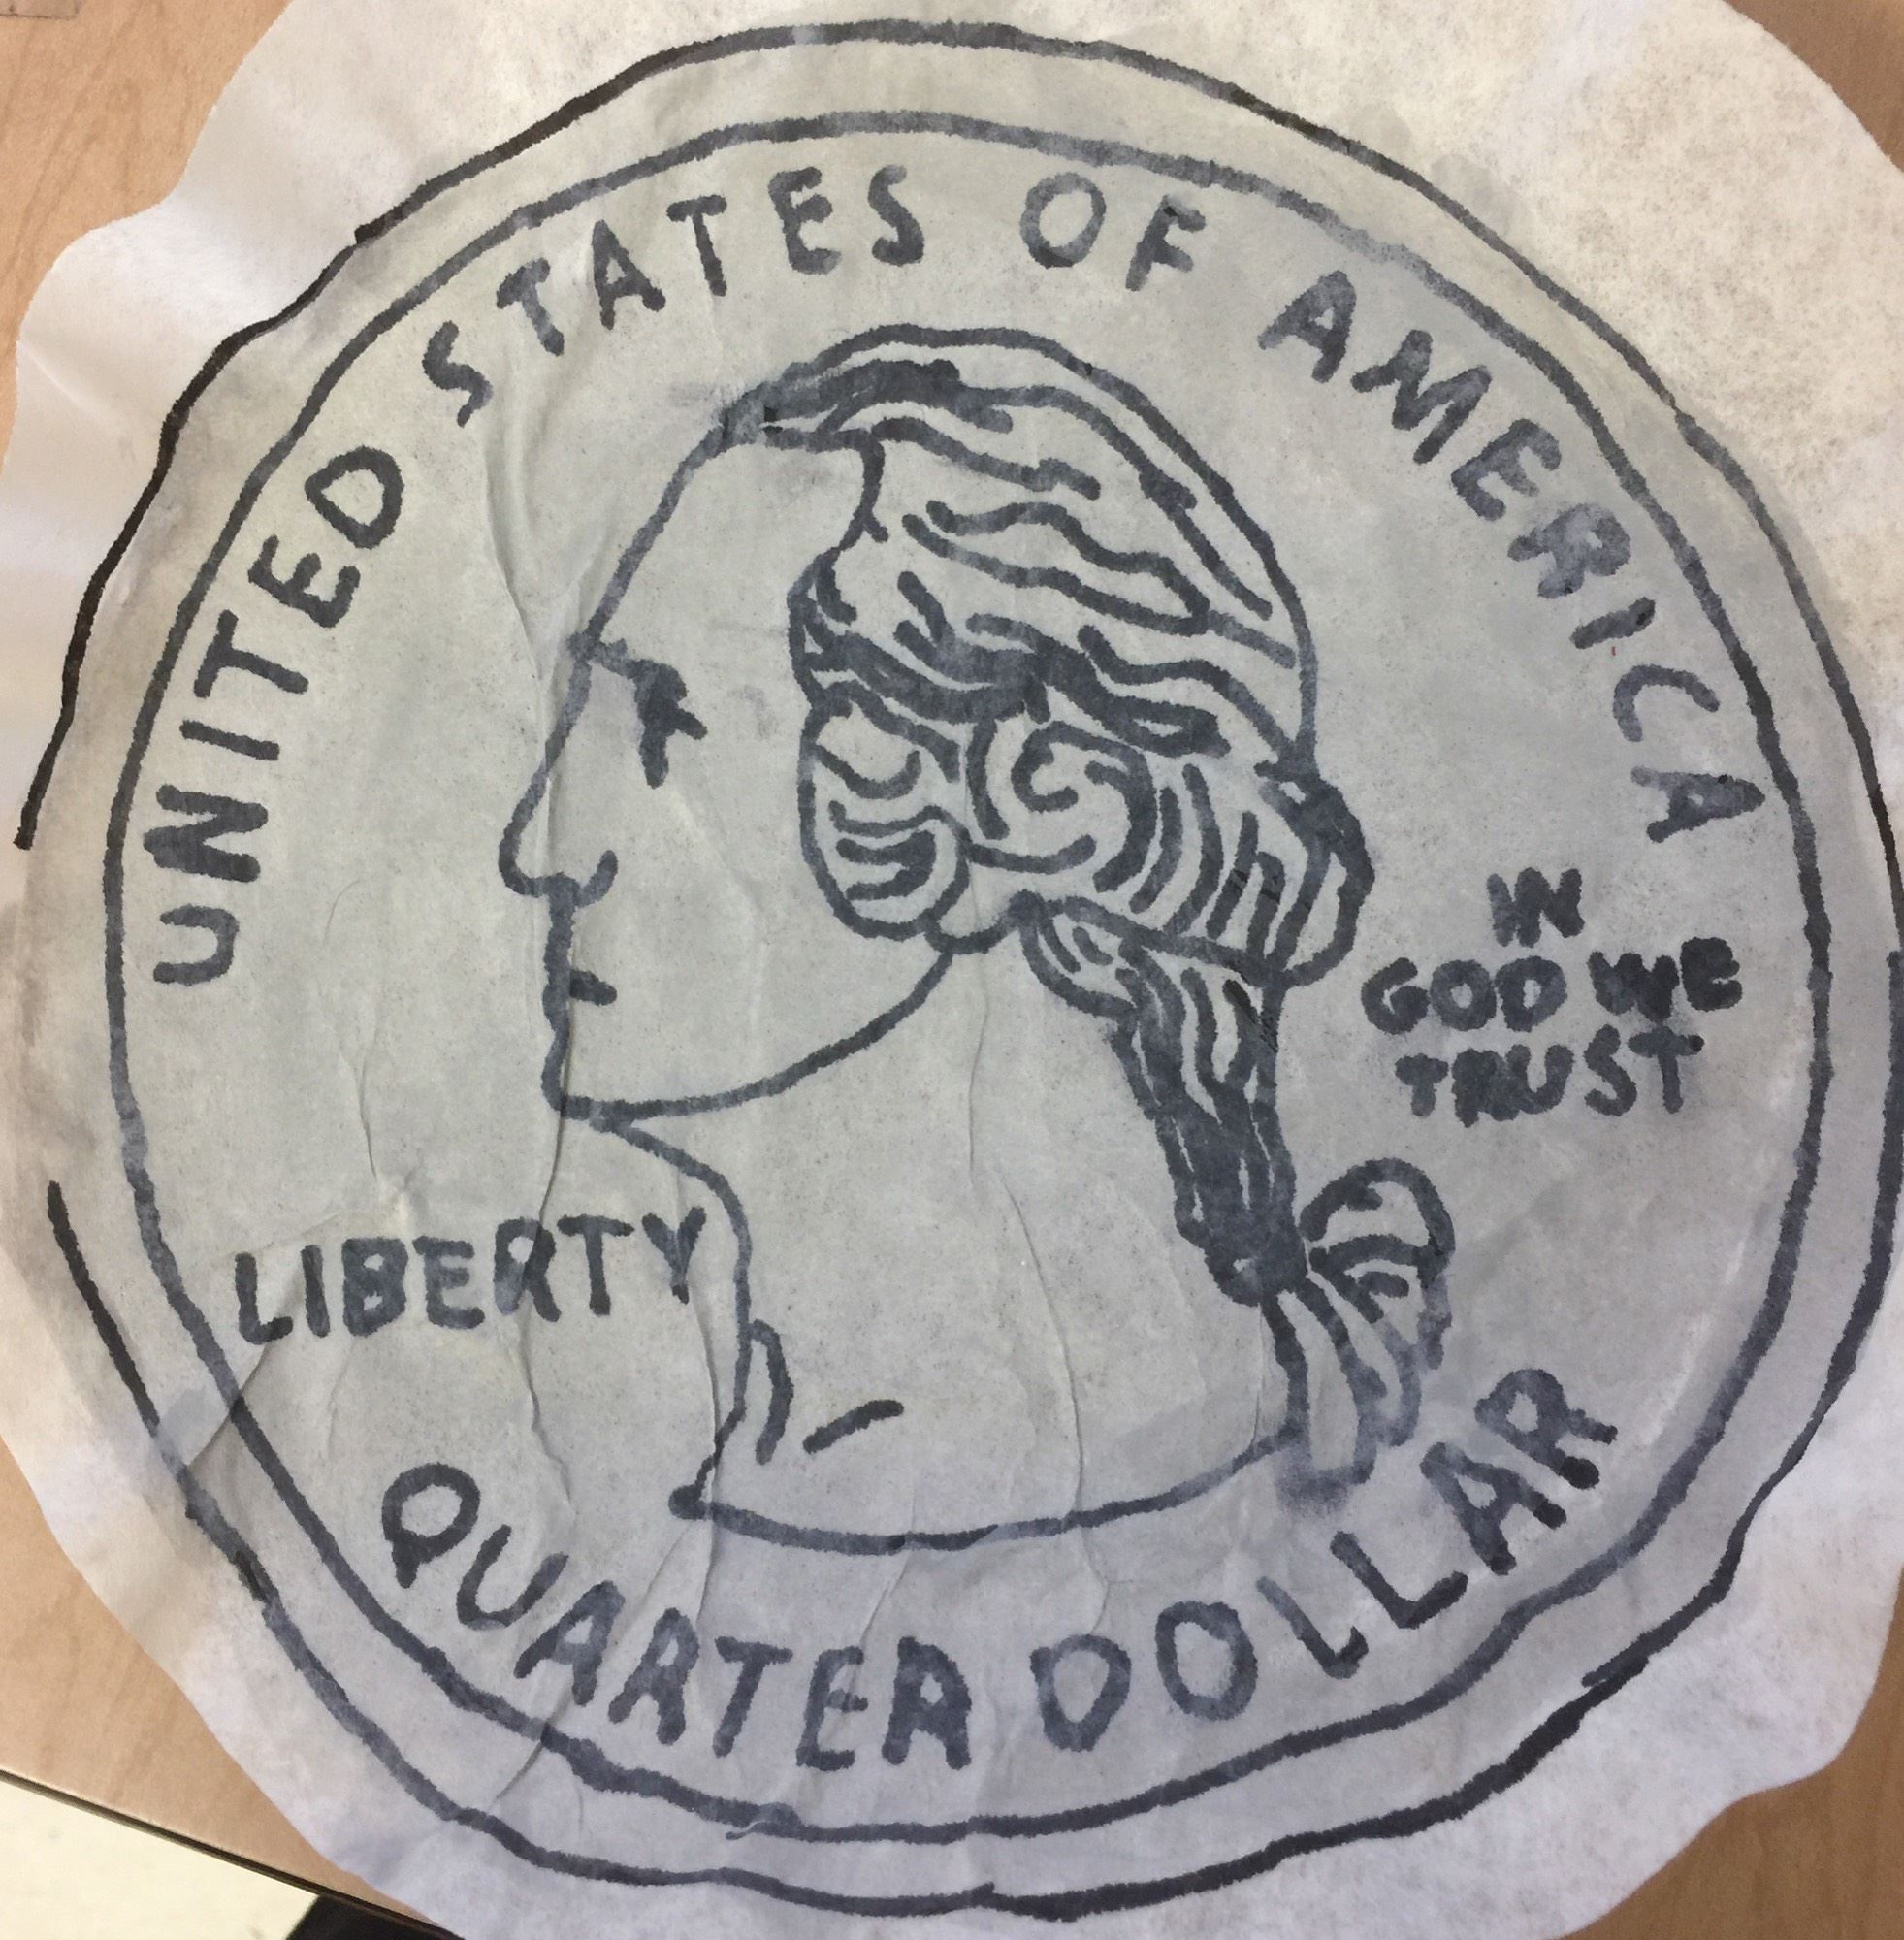 UNITED STATES OF AMERICA
IN
GOD WE
TRUST
LIBERTY
QUARTER DOLLAR